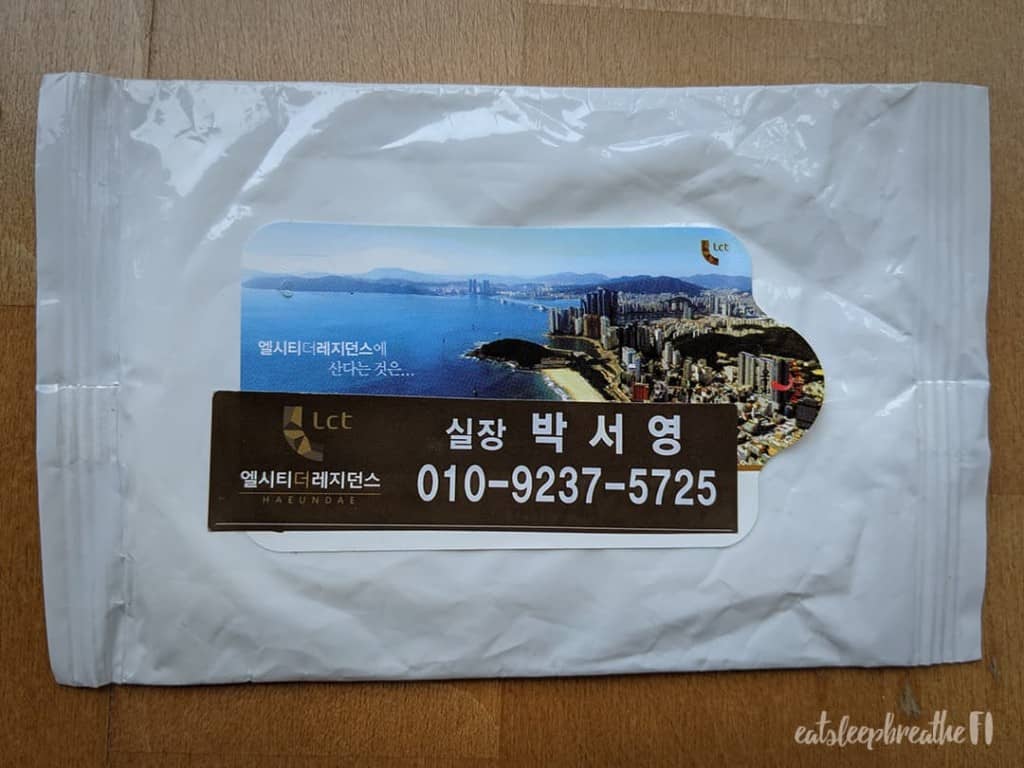 Lct
엘시티더레지던스에
산다는 것은...
Lct
실장 박서영
엘시티더레지던스
HAEUNDAE
010-9237-5725
eatsleepbreatheFI